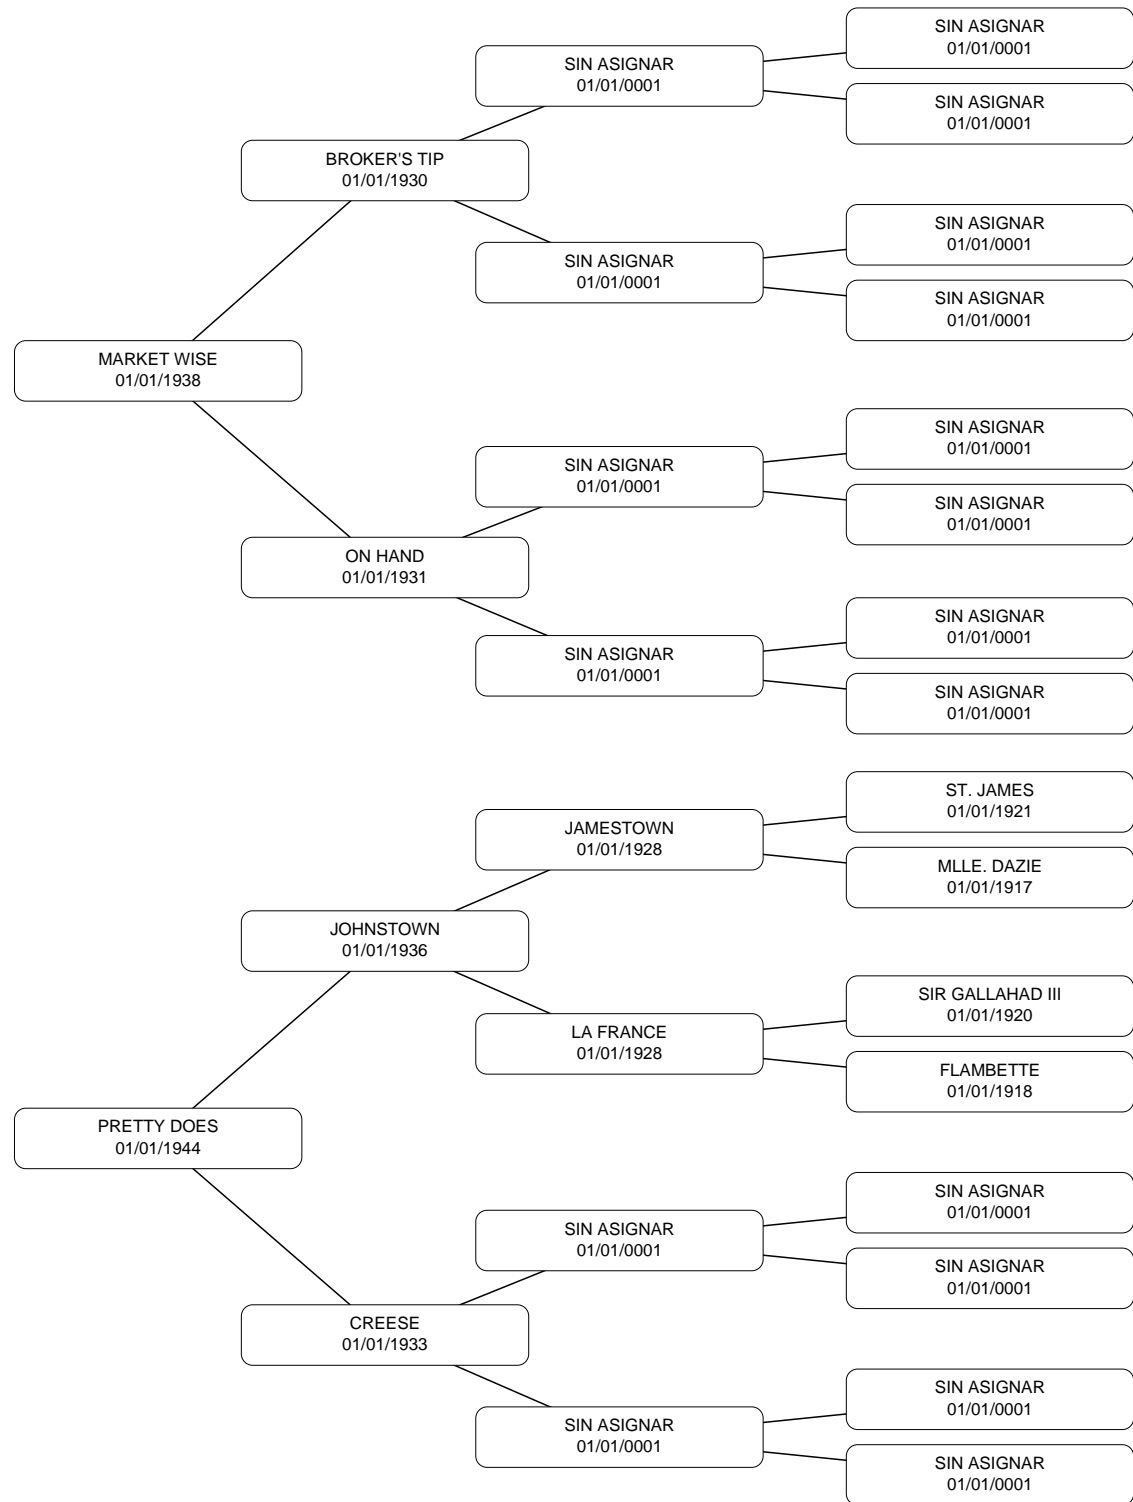 SIN ASIGNAR
01/01/0001
SIN ASIGNAR
01/01/0001
SIN ASIGNAR
01/01/0001
BROKER'S TIP
01/01/1930
SIN ASIGNAR
01/01/0001
SIN ASIGNAR
01/01/0001
SIN ASIGNAR
01/01/0001
MARKET WISE
01/01/1938
SIN ASIGNAR
01/01/0001
SIN ASIGNAR
01/01/0001
SIN ASIGNAR
01/01/0001
ON HAND
01/01/1931
SIN ASIGNAR
01/01/0001
SIN ASIGNAR
01/01/0001
SIN ASIGNAR
01/01/0001
ST. JAMES
01/01/1921
JAMESTOWN
01/01/1928
MLLE. DAZIE
01/01/1917
JOHNSTOWN
01/01/1936
SIR GALLAHAD III
01/01/1920
LA FRANCE
01/01/1928
FLAMBETTE
01/01/1918
PRETTY DOES
01/01/1944
SIN ASIGNAR
01/01/0001
SIN ASIGNAR
01/01/0001
SIN ASIGNAR
01/01/0001
CREESE
01/01/1933
SIN ASIGNAR
01/01/0001
SIN ASIGNAR
01/01/0001
SIN ASIGNAR
01/01/0001